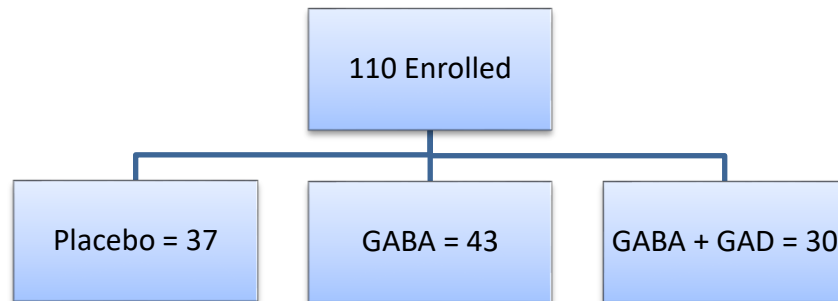 110 Enrolled
Placebo = 37
GABA = 43
GABA + GAD = 30